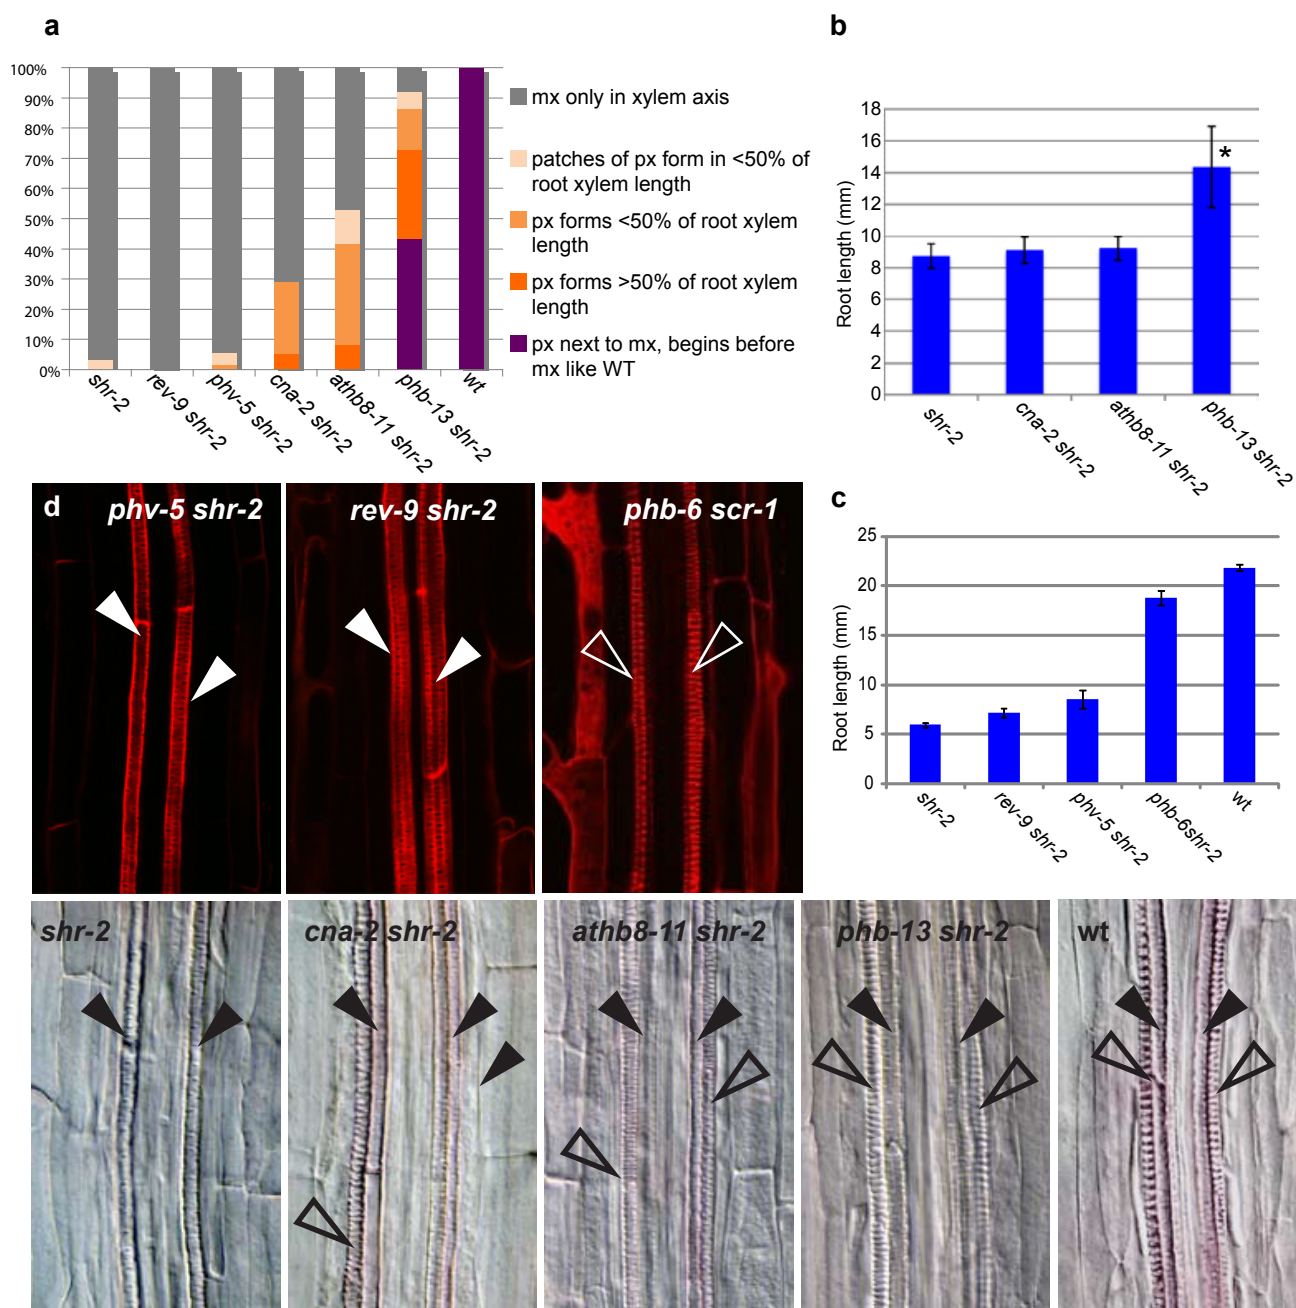 a
100%
90%
80%
70%
60%
50%
40%
30%
20%
10%
0%
shr-2
rev-9 shr-2
phv-5 shr-2
cna-2 shr-2
athb8-11 shr-2
phb-13 shr-2
wt
mx only in xylem axis
patches of px form in <50% of
root xylem length
px forms <50% of root xylem
length
px forms >50% of root xylem
length
px next to mx, begins before
mx like WT
b
Root length (mm)
18
16
14
12
10
8
6
4
2
0
*
shr-2
cna-2 shr-2
athb8-11 shr-2
phb-13 shr-2
c
Root length (mm)
25
20
15
10
5
0
shr-2
rev-9 shr-2
phv-5 shr-2
phb-6shr-2
wt
d
phv-5 shr-2
rev-9 shr-2
phb-6 scr-1
shr-2
cna-2 shr-2
athb8-11 shr-2
phb-13 shr-2
wt